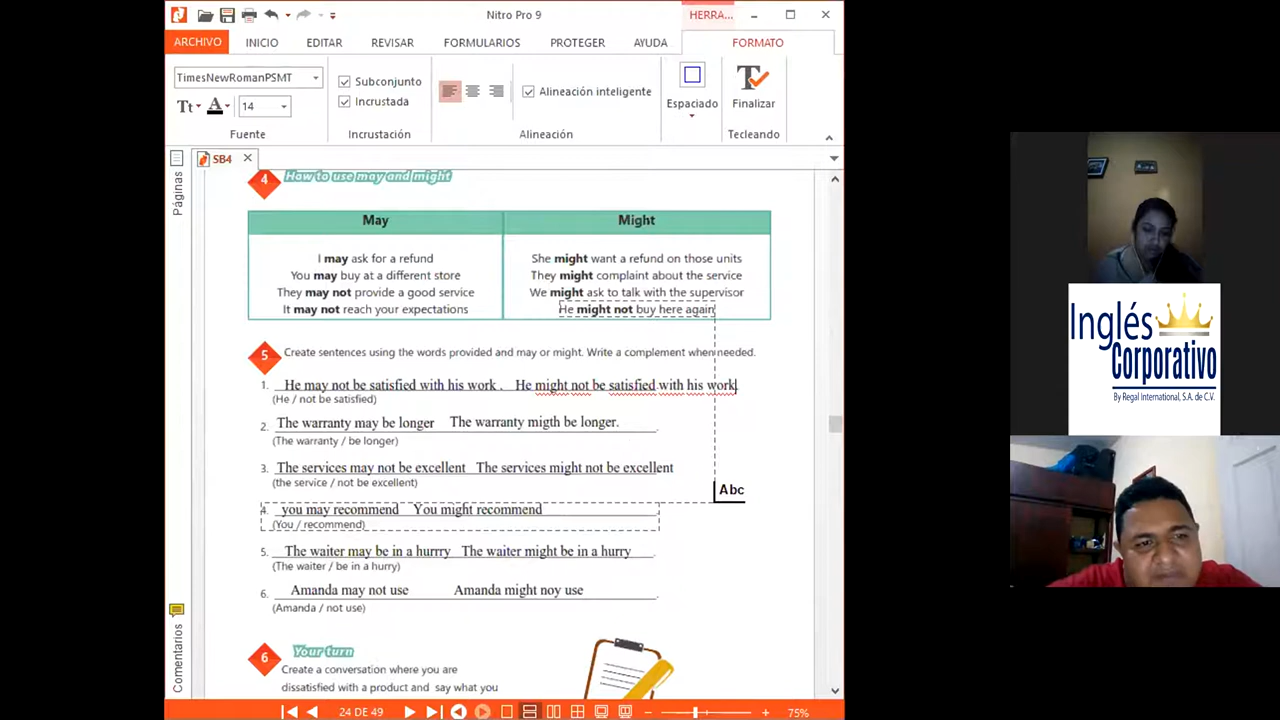 Nitro Pro 9
HERRA...
ARCHIVO INICIO EDITAR REVISAR FORMULARIOS PROTEGER AYUDA FORMATO
TimesNewRomanPSMT
Tt A 14
Fuente
Subconjunto
Incrustada
Incrustación
Alineación inteligente
Alineación
Espaciado
T Finalizar
Tecleando
SB4
Páginas
4 How to use may and might
May Might
I may ask for a refund She might want a refund on those units
You may buy at a different store They might complaint about the service
They may not provide a good service We might ask to talk with the supervisor
It may not reach your expectations He might not buy here again
5 Create sentences using the words provided and may or might. Write a complement when needed.
1. He may not be satisfied with his work . He might not be satisfied with his work
(He / not be satisfied)
2. The warranty may be longer The warranty migth be longer.
(The warranty / be longer)
3. The services may not be excellent The services might not be excellent
(the service / not be excellent)
Abc
4. you may recommend You might recommend
(You / recommend)
5. The waiter may be in a hurrry The waiter might be in a hurry
(The waiter / be in a hurry)
6. Amanda may not use Amanda might noy use
(Amanda / not use)
6 Your turn
Create a conversation where you are
dissatisfied with a product and say what you
Comentarios
24 DE 49
75%
Inglés
Corporativo
By Regal International, S.A. de C.V.